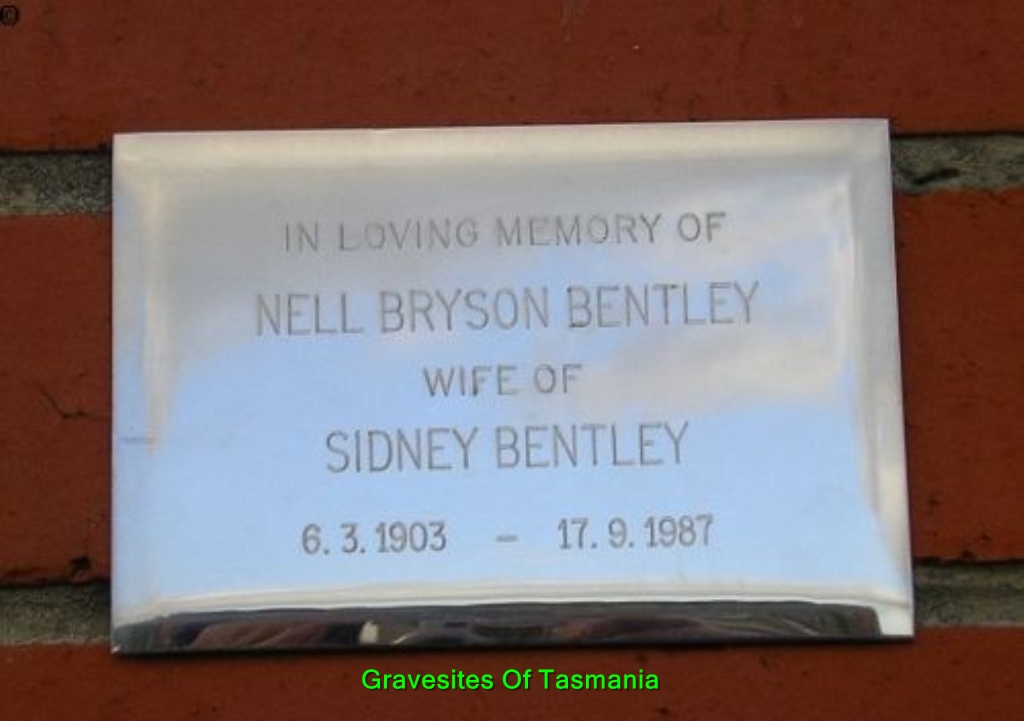 IN LOVING MEMORY OF
NELL BRYSON BENTLEY
WIFE OF
SIDNEY BENTLEY
6.3.1903 - 17.9.1987
Gravesites Of Tasmania